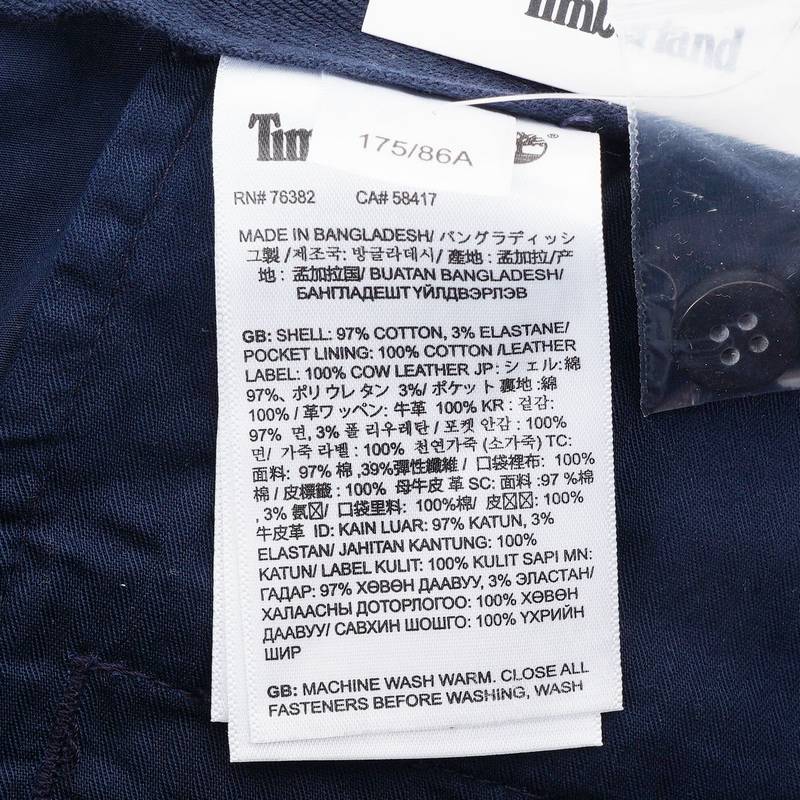 Timberland
175/86A
RN# 76382 CA# 58417
MADE IN BANGLADESH/ バングラディッシ
ュ製 / 제조국: 방글라데시/ 產地 : 孟加拉/产
地 : 孟加拉国/ BUATAN BANGLADESH/
БАНГЛАДЕШТ ҮЙЛДВЭРЛЭВ
GB: SHELL: 97% COTTON, 3% ELASTANE/
POCKET LINING: 100% COTTON /LEATHER
LABEL: 100% COW LEATHER JP: シェル: 綿
97%、ポリウレタン 3%/ ポケット 裏地 :綿
100% / 革ワッペン: 牛革 100% KR : 겉감:
97% 면, 3% 폴리우레탄 / 포켓 안감 : 100%
면/ 가죽 라벨 : 100% 천연가죽 (소가죽) TC:
面料: 97% 棉 ,39%彈性纖維 / 口袋裡布: 100%
棉 / 皮標籤 : 100% 母牛皮革 SC: 面料 :97 %棉
, 3% 氨☒ / 口袋里料: 100%棉/ 皮☒☒: 100%
牛皮革 ID: KAIN LUAR: 97% KATUN, 3%
ELASTAN/ JAHITAN KANTUNG: 100%
KATUN/ LABEL KULIT: 100% KULIT SAPI MN:
ГАДАР: 97% ХӨВӨН ДААВУУ, 3% ЭЛАСТАН/
ХАЛААСНЫ ДОТОРЛОГОО: 100% ХӨВӨН
ДААВУУ/ САВХИН ШОШГО: 100% ҮХРИЙН
ШИР
GB: MACHINE WASH WARM. CLOSE ALL
FASTENERS BEFORE WASHING, WASH